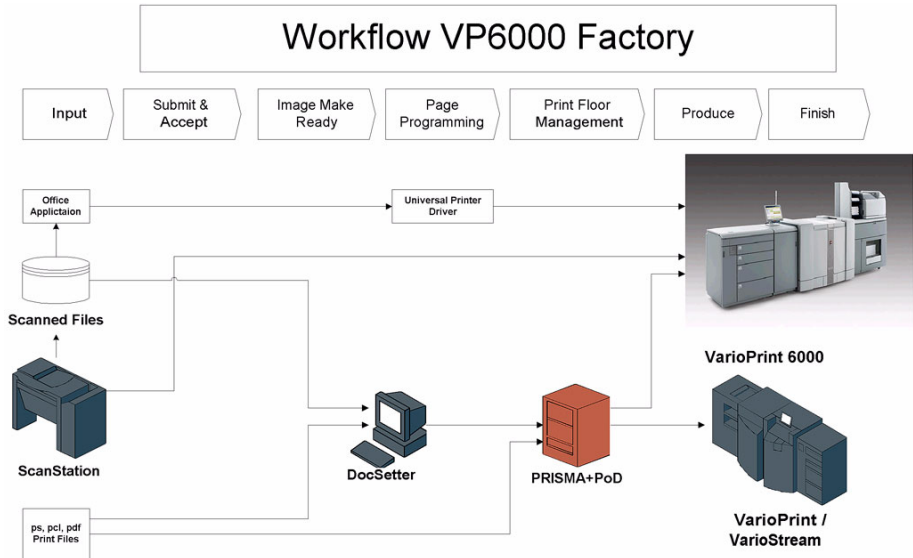 Workflow VP6000 Factory
Input
Submit &
Accept
Image Make
Ready
Page
Programming
Print Floor
Management
Produce
Finish
Office
Applictaion
Universal Printer
Driver
Scanned Files
VarioPrint 6000
ScanStation
DocSetter
PRISMA+PoD
ps, pcl, pdf
Print Files
VarioPrint /
VarioStream